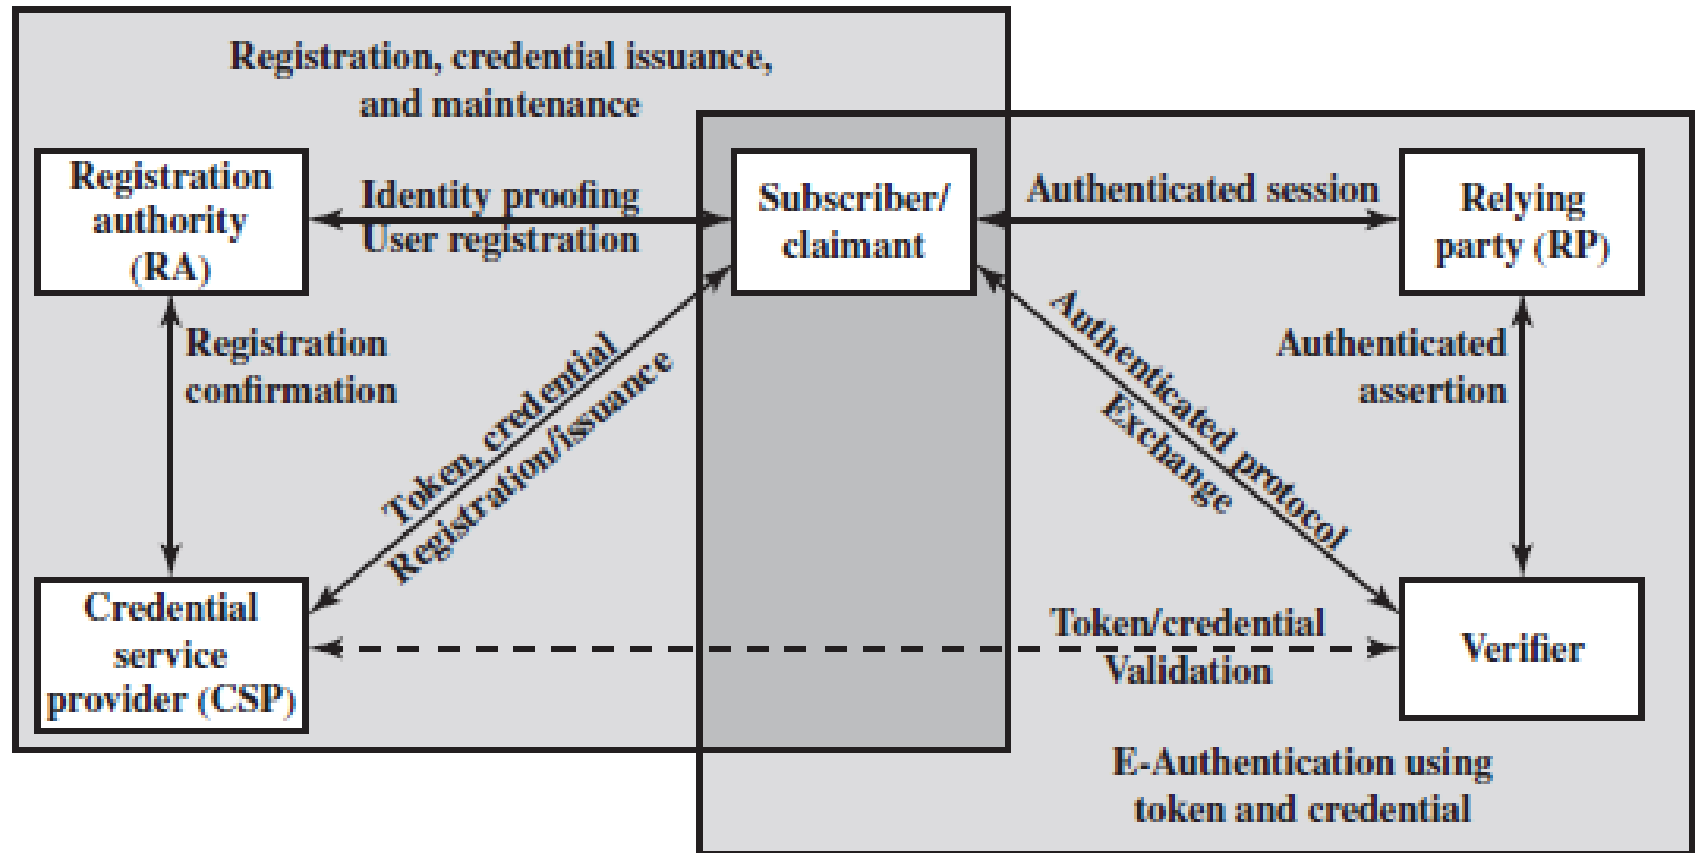 Registration, credential issuance,
and maintenance
Registration
authority
(RA)
Identity proofing
User registration
Subscriber/
claimant
Authenticated session
Relying
party (RP)
Registration
confirmation
Token, credential
Registration/issuance
Authenticated protocol
Exchange
Authenticated
assertion
Credential
service
provider (CSP)
Token/credential
Validation
Verifier
E-Authentication using
token and credential